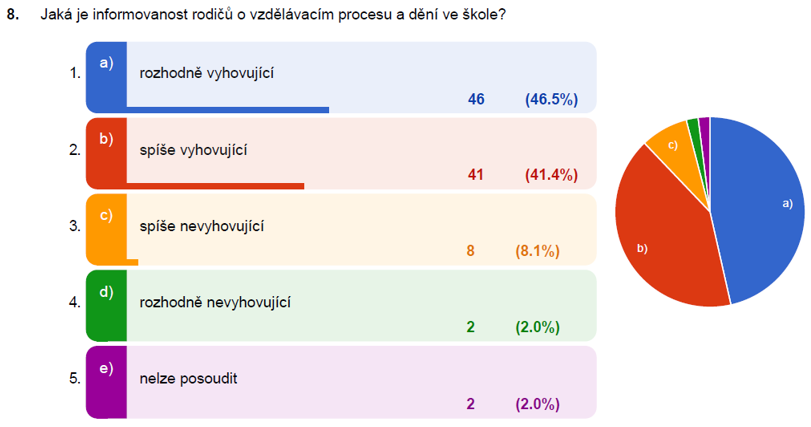 8. Jaká je informovanost rodičů o vzdělávacím procesu a dění ve škole?
1. a) rozhodně vyhovující
46 (46.5%)
2. b) spíše vyhovující
41 (41.4%)
3. c) spíše nevyhovující
8 (8.1%)
4. d) rozhodně nevyhovující
2 (2.0%)
5. e) nelze posoudit
2 (2.0%)
c)
a)
b)